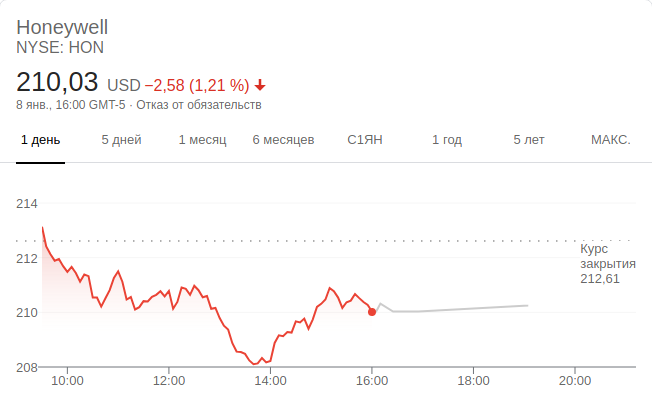 Honeywell
NYSE: HON
210,03 USD −2,58 (1,21 %)
8 янв., 16:00 GMT-5 · Отказ от обязательств
1 день 5 дней 1 месяц 6 месяцев С1ЯН 1 год 5 лет МАКС.
214
Курс
закрытия
212,61
212
210
208
10:00 12:00 14:00 16:00 18:00 20:00